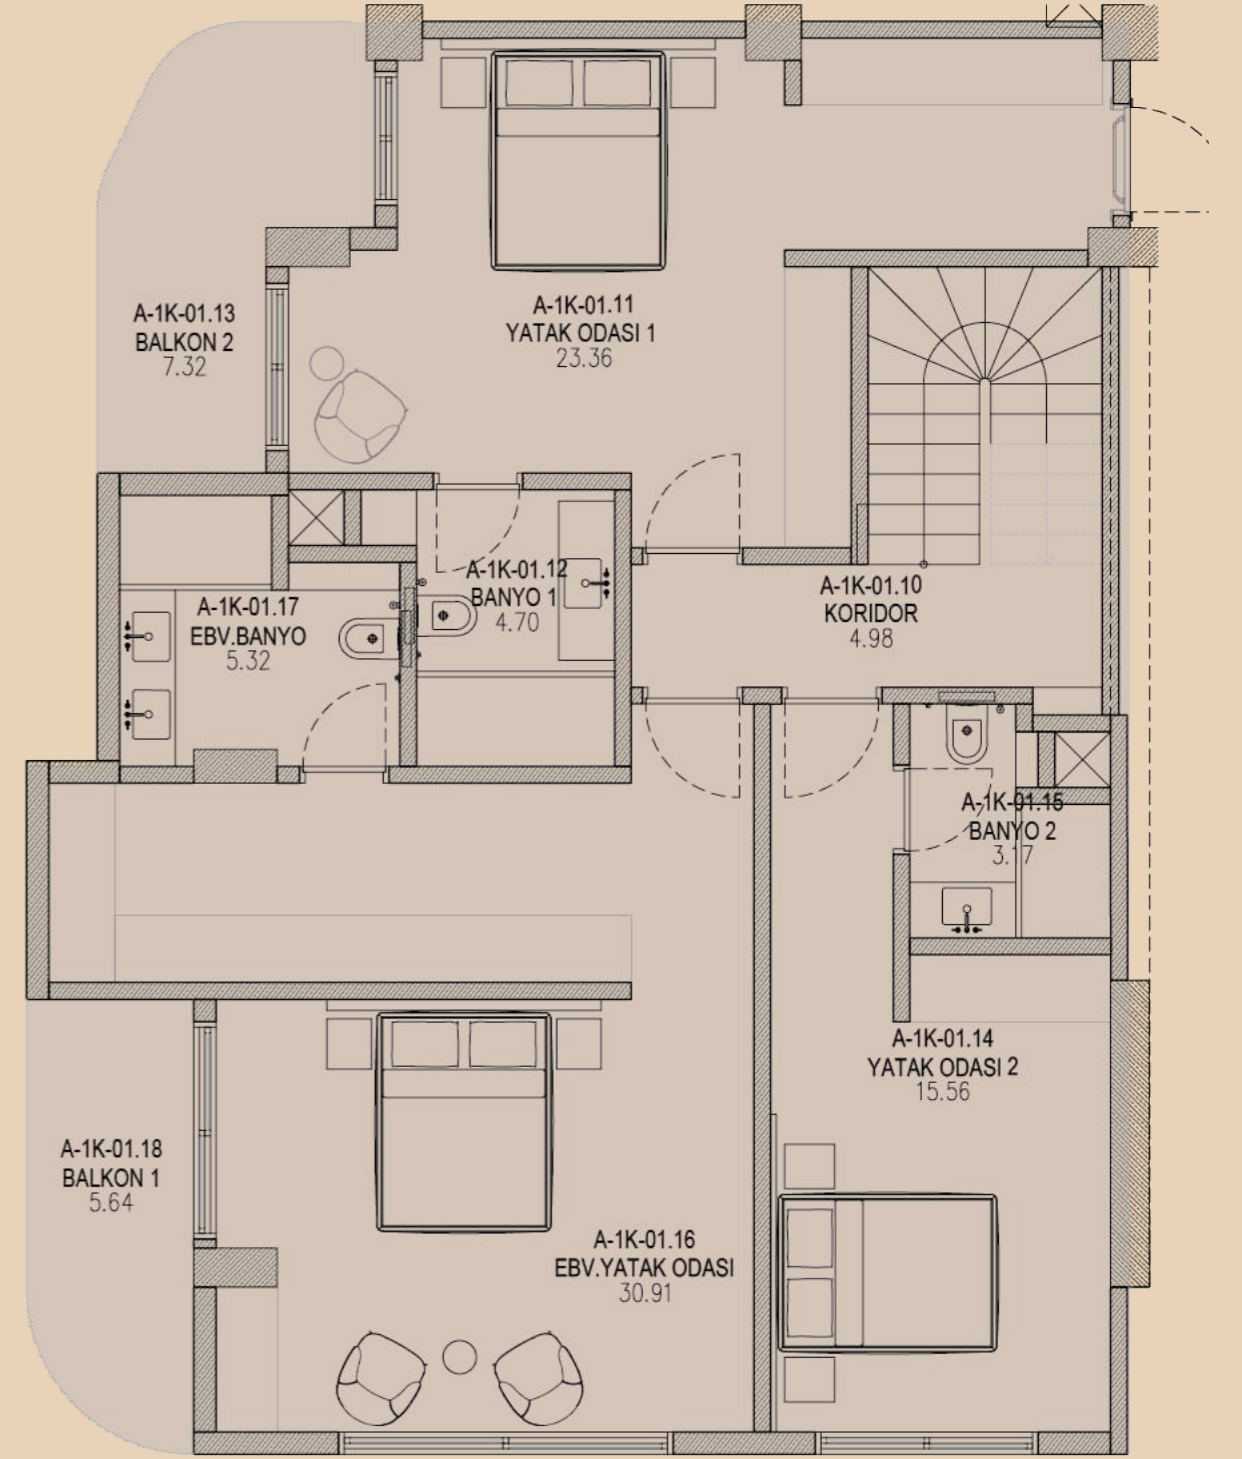 A-1K-01.11
YATAK ODASI 1
23.36
A-1K-01.13
BALKON 2
7.32
A-1K-01.12
BANYO 1
4.70
A-1K-01.10
KORIDOR
4.98
A-1K-01.17
EBV.BANYO
5.32
A-1K-01.15
BANYO 2
3.17
A-1K-01.14
YATAK ODASI 2
15.56
A-1K-01.18
BALKON 1
5.64
A-1K-01.16
EBV.YATAK ODASI
30.91